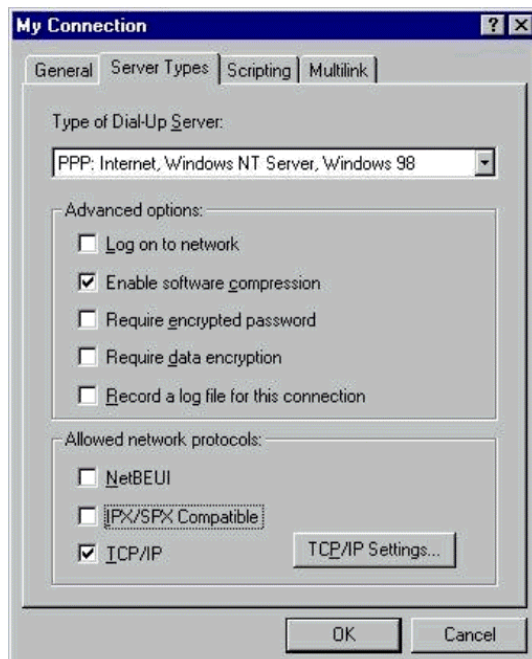 My Connection
General Server Types Scripting Multilink
Type of Dial-Up Server:
PPP: Internet, Windows NT Server, Windows 98
Advanced options:
Log on to network
Enable software compression
Require encrypted password
Require data encryption
Record a log file for this connection
Allowed network protocols:
NetBEUI
IPX/SPX Compatible
TCP/IP TCP/IP Settings...
OK Cancel